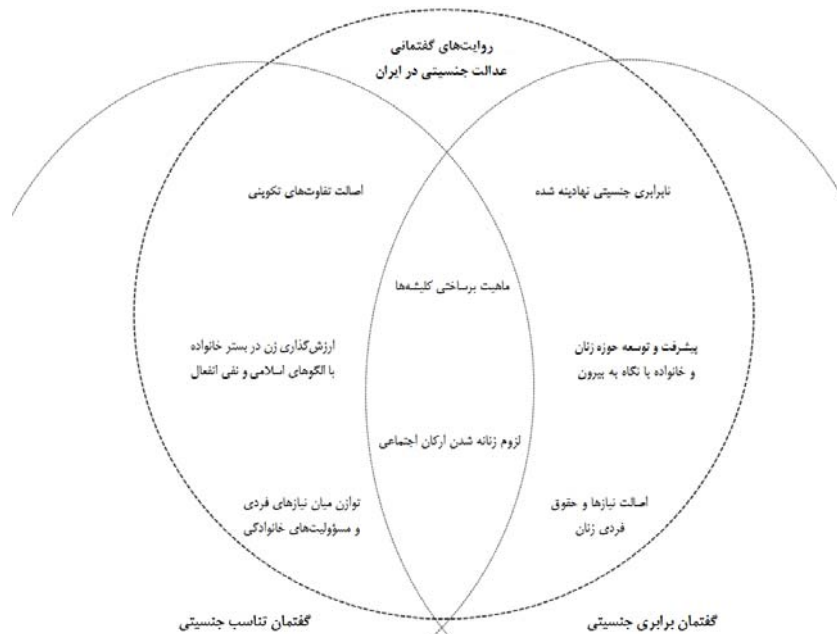 روایت‌های گفتمانی
عدالت جنسیتی در ایران
نابرابری جنسیتی نهادینه شده
اصالت تفاوت‌های تکوینی
ماهیت برساختی کلیشه‌ها
پیشرفت و توسعه حوزه زنان
و خانواده با نگاه به بیرون
ارزش‌گذاری زن در بستر خانواده
با الگوهای اسلامی و نفی انفعال
لزوم زنانه شدن ارکان اجتماعی
اصالت نیازها و حقوق
فردی زنان
توازن میان نیازهای فردی
و مسؤولیت‌های خانوادگی
گفتمان برابری جنسیتی
گفتمان تناسب جنسیتی